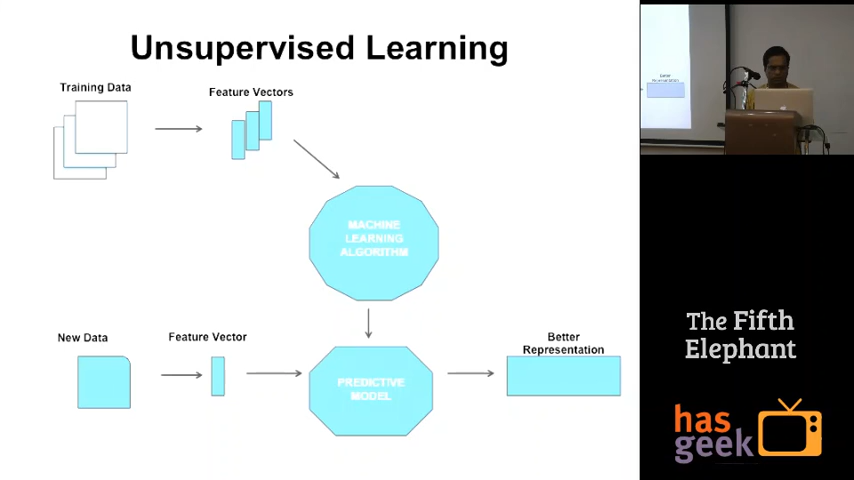 Unsupervised Learning
Training Data
Feature Vectors
MACHINE
LEARNING
ALGORITHM
New Data
Feature Vector
PREDICTIVE
MODEL
Better
Representation
The Fifth
Elephant
has
geek